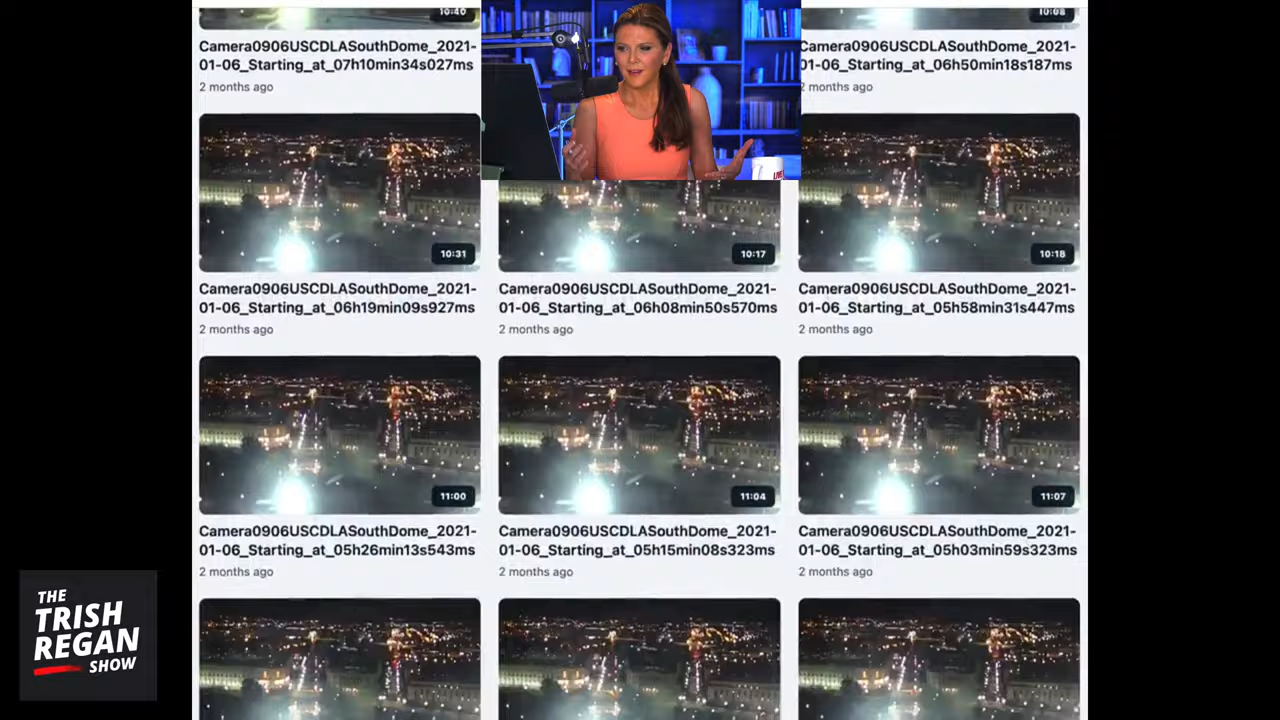 10:40
10:08
Camera0906USCDLASouthDome_2021-
01-06_Starting_at_07h10min34s027ms
2 months ago
Camera0906USCDLASouthDome_2021-
01-06_Starting_at_06h50min18s187ms
2 months ago
LIVE
10:31
10:17
10:18
Camera0906USCDLASouthDome_2021-
01-06_Starting_at_06h19min09s927ms
2 months ago
Camera0906USCDLASouthDome_2021-
01-06_Starting_at_06h08min50s570ms
2 months ago
Camera0906USCDLASouthDome_2021-
01-06_Starting_at_05h58min31s447ms
2 months ago
11:00
11:04
11:07
Camera0906USCDLASouthDome_2021-
01-06_Starting_at_05h26min13s543ms
2 months ago
Camera0906USCDLASouthDome_2021-
01-06_Starting_at_05h15min08s323ms
2 months ago
Camera0906USCDLASouthDome_2021-
01-06_Starting_at_05h03min59s323ms
2 months ago
THE
TRISH
REGAN
SHOW